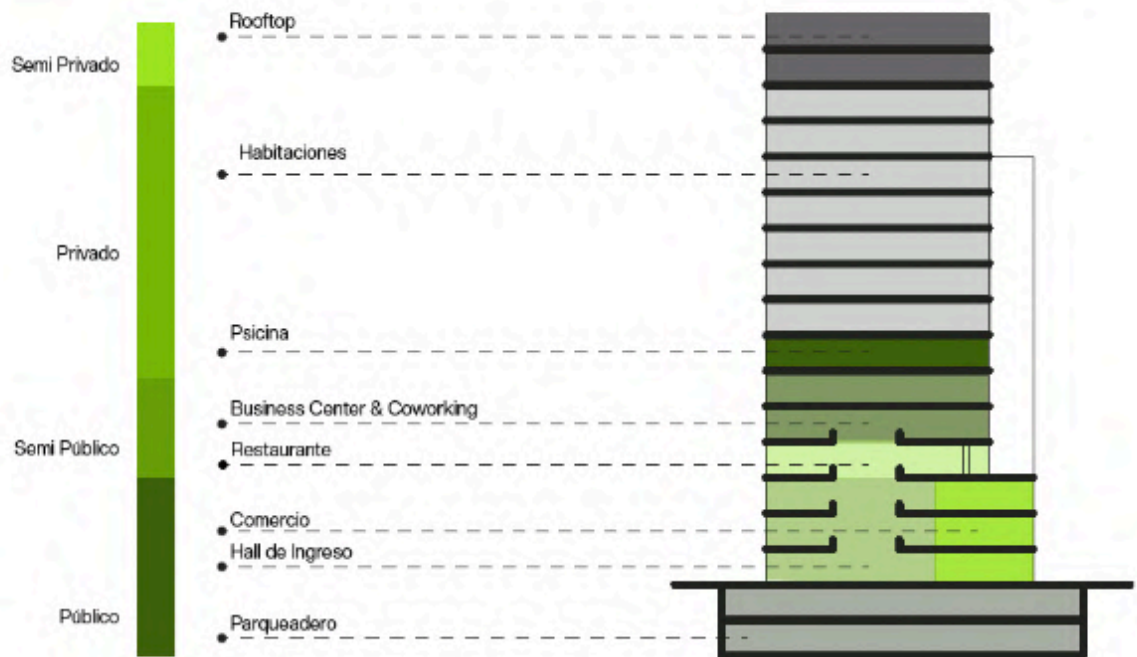 Rooftop
Semi Privado
Habitaciones
Privado
Psicina
Business Center & Coworking
Semi Público
Restaurante
Comercio
Hall de Ingreso
Público
Parqueadero